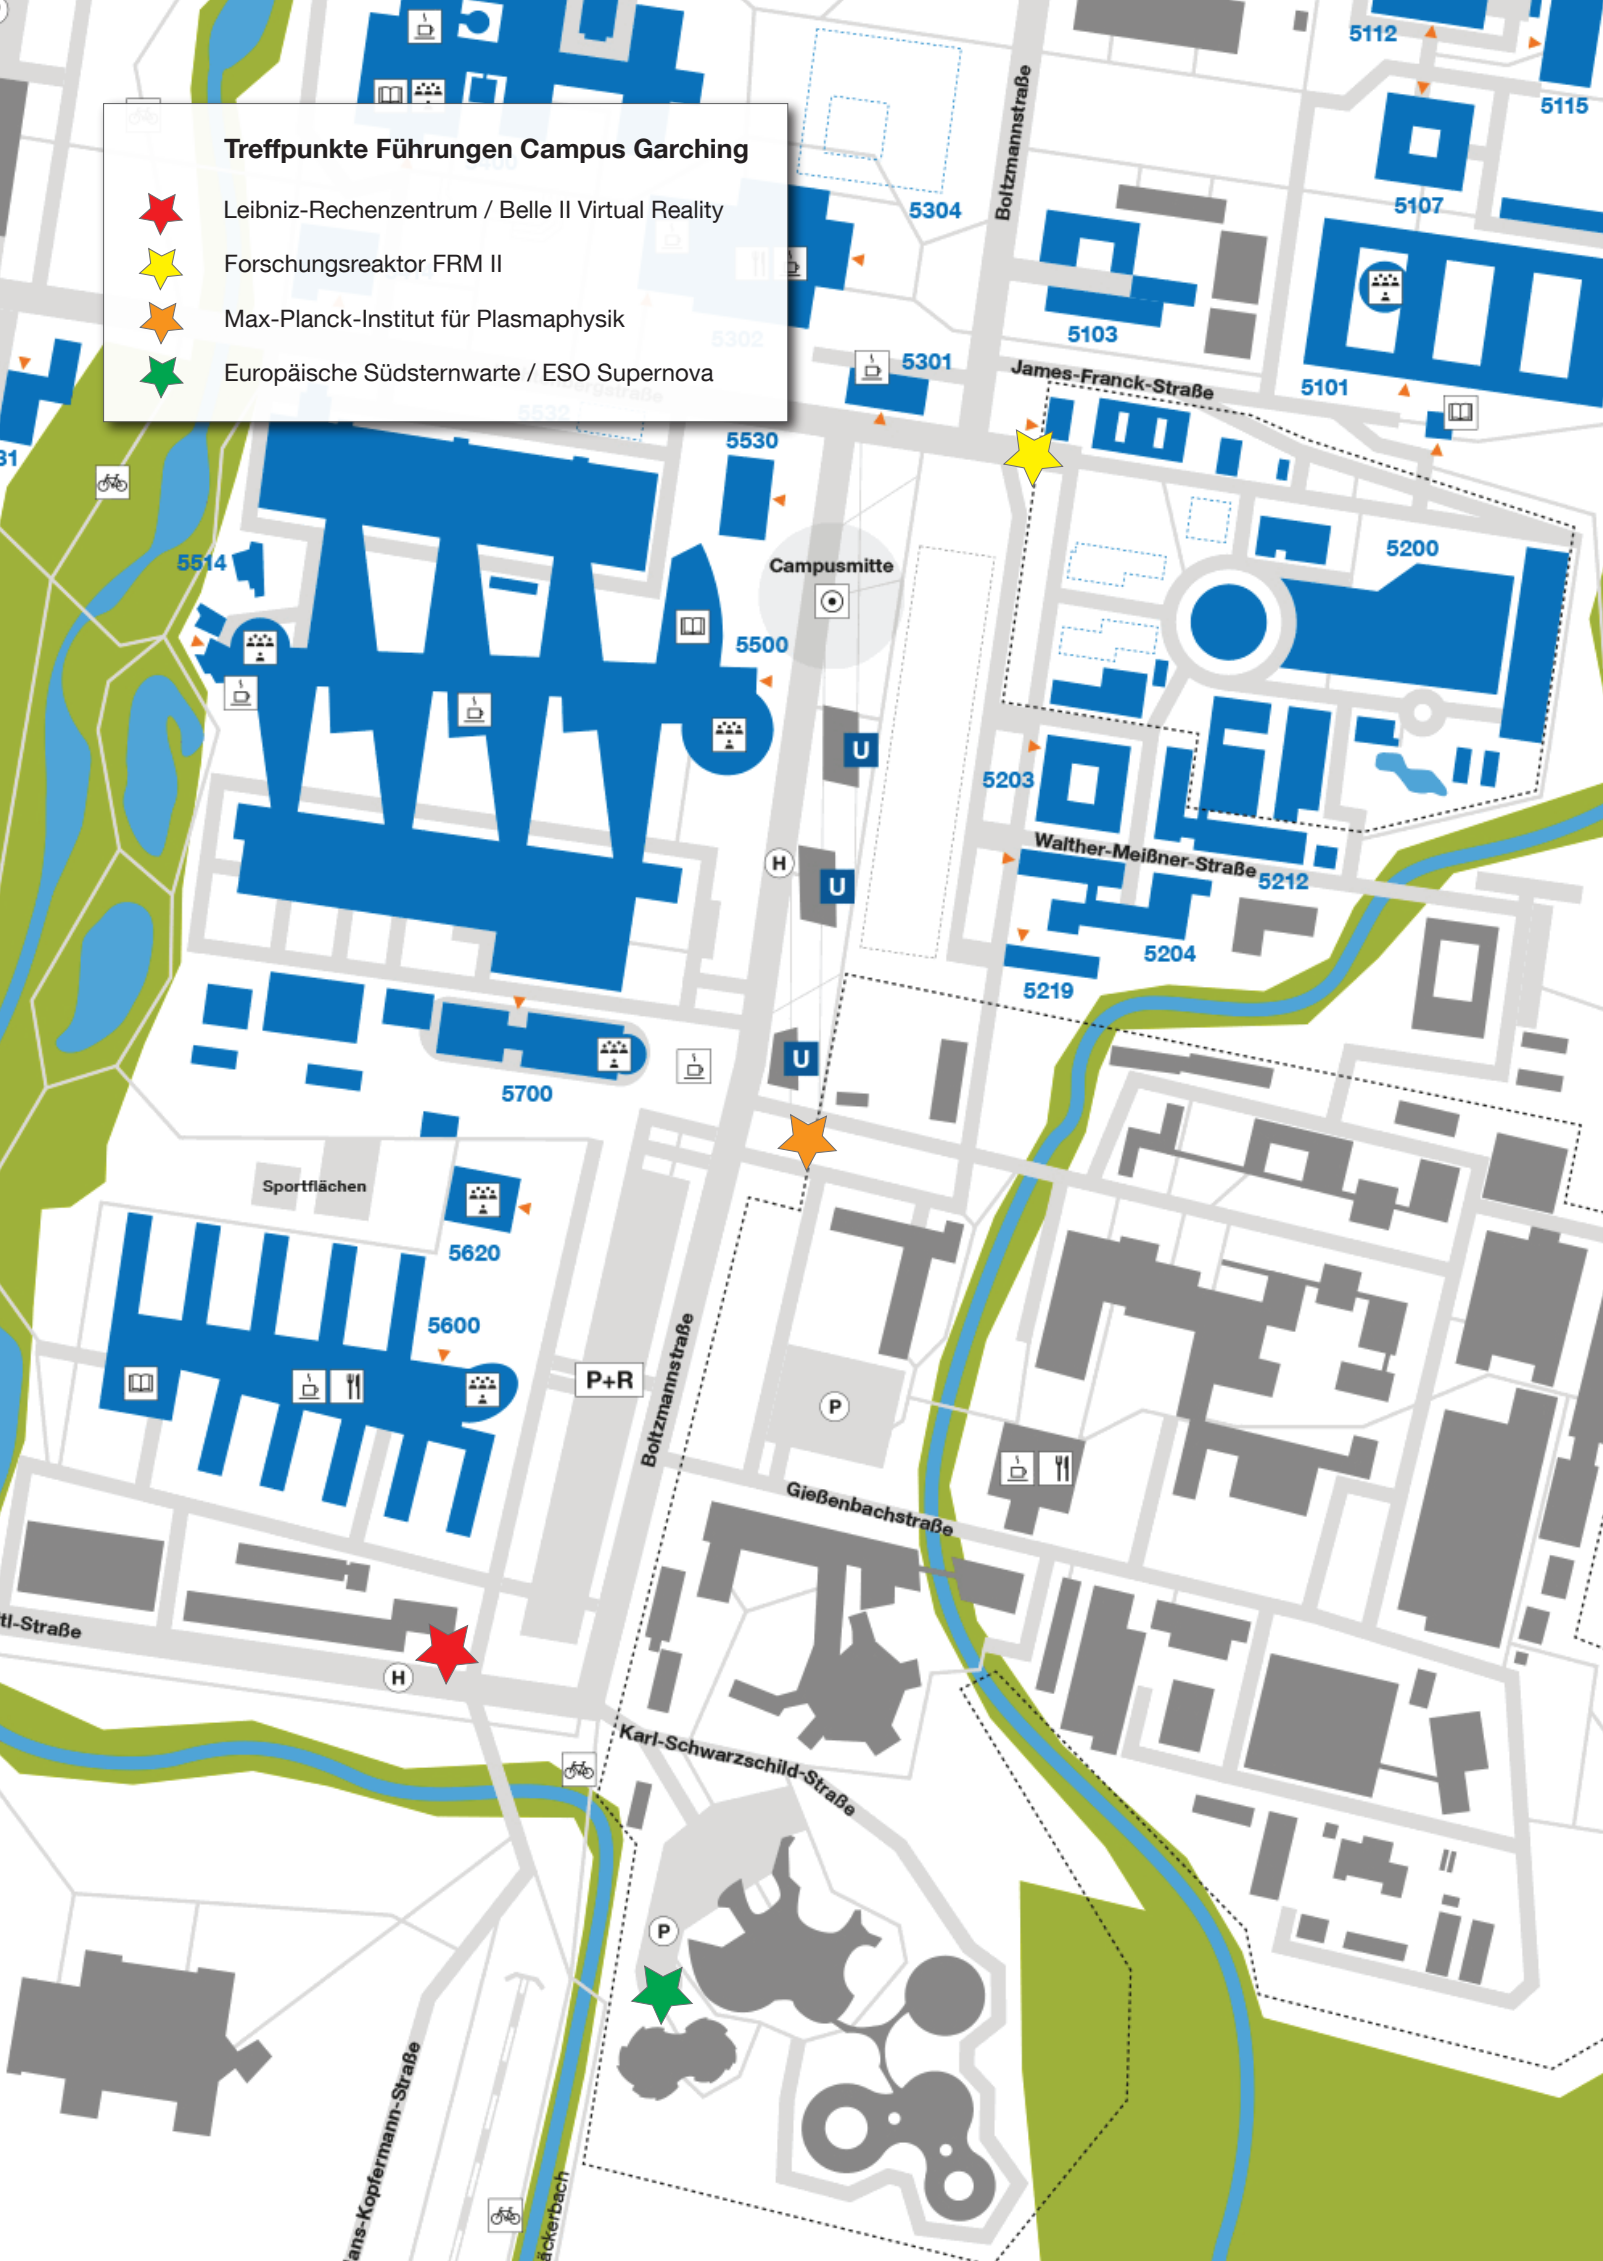 Treffpunkte Führungen Campus Garching
Leibniz-Rechenzentrum / Belle II Virtual Reality
Forschungsreaktor FRM II
Max-Planck-Institut für Plasmaphysik
Europäische Südsternwarte / ESO Supernova
5112
5115
5107
Boltzmannstraße
5304
5302
5103
5301
James-Franck-Straße
5101
5532
5530
31
5514
Campusmitte
5200
5500
U
5203
Walther-Meißner-Straße
H
U
5212
5204
5219
U
5700
Sportflächen
5620
5600
P+R
Boltzmannstraße
P
Gießenbachstraße
tl-Straße
H
Karl-Schwarzschild-Straße
P
ans-Kopfermann-Straße
äckerbach